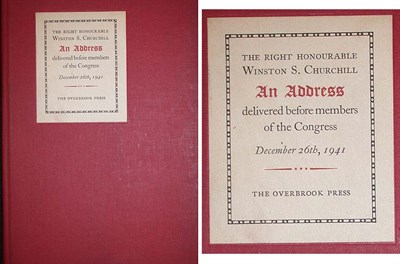 THE RIGHT HONOURABLE
WINSTON S. CHURCHILL
An Address
delivered before members
of the Congress
December 26th, 1941
THE OVERBROOK PRESS
THE RIGHT HONOURABLE
WINSTON S. CHURCHILL
An Address
delivered before members
of the Congress
December 26th, 1941
THE OVERBROOK PRESS